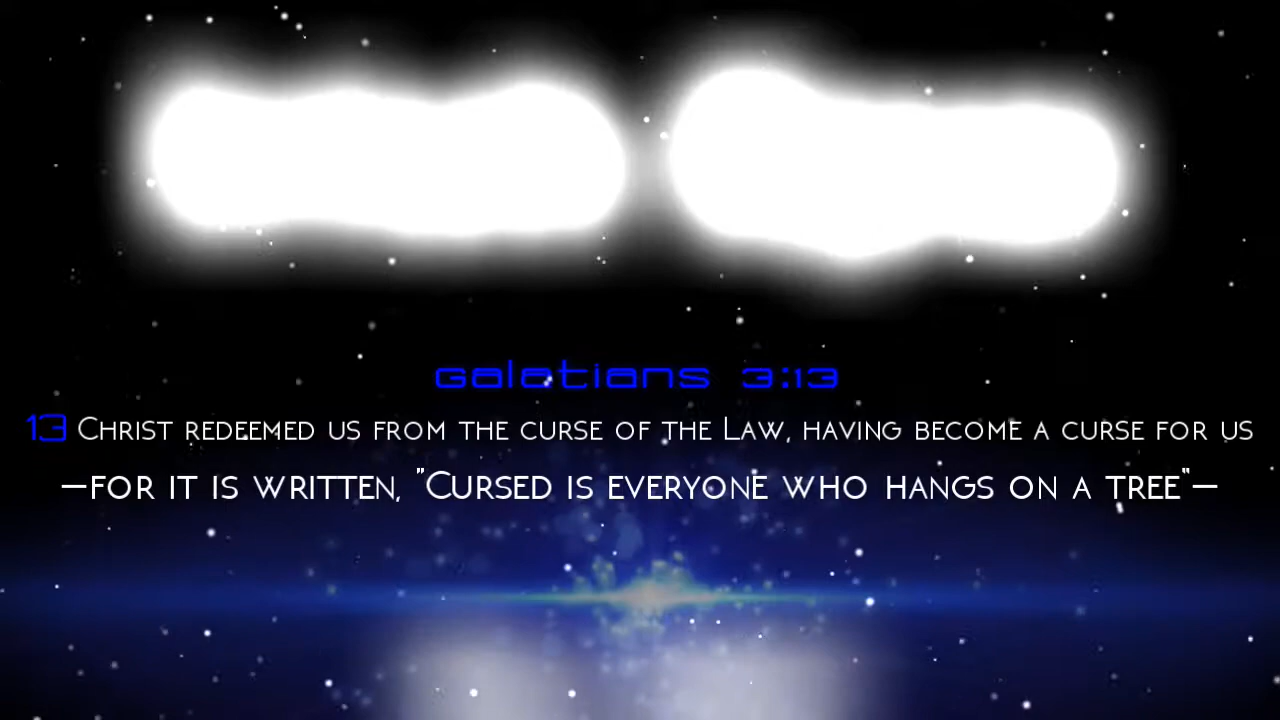 Galatians 3:13
13 Christ redeemed us from the curse of the Law, having become a curse for us
—for it is written, "Cursed is everyone who hangs on a tree"—